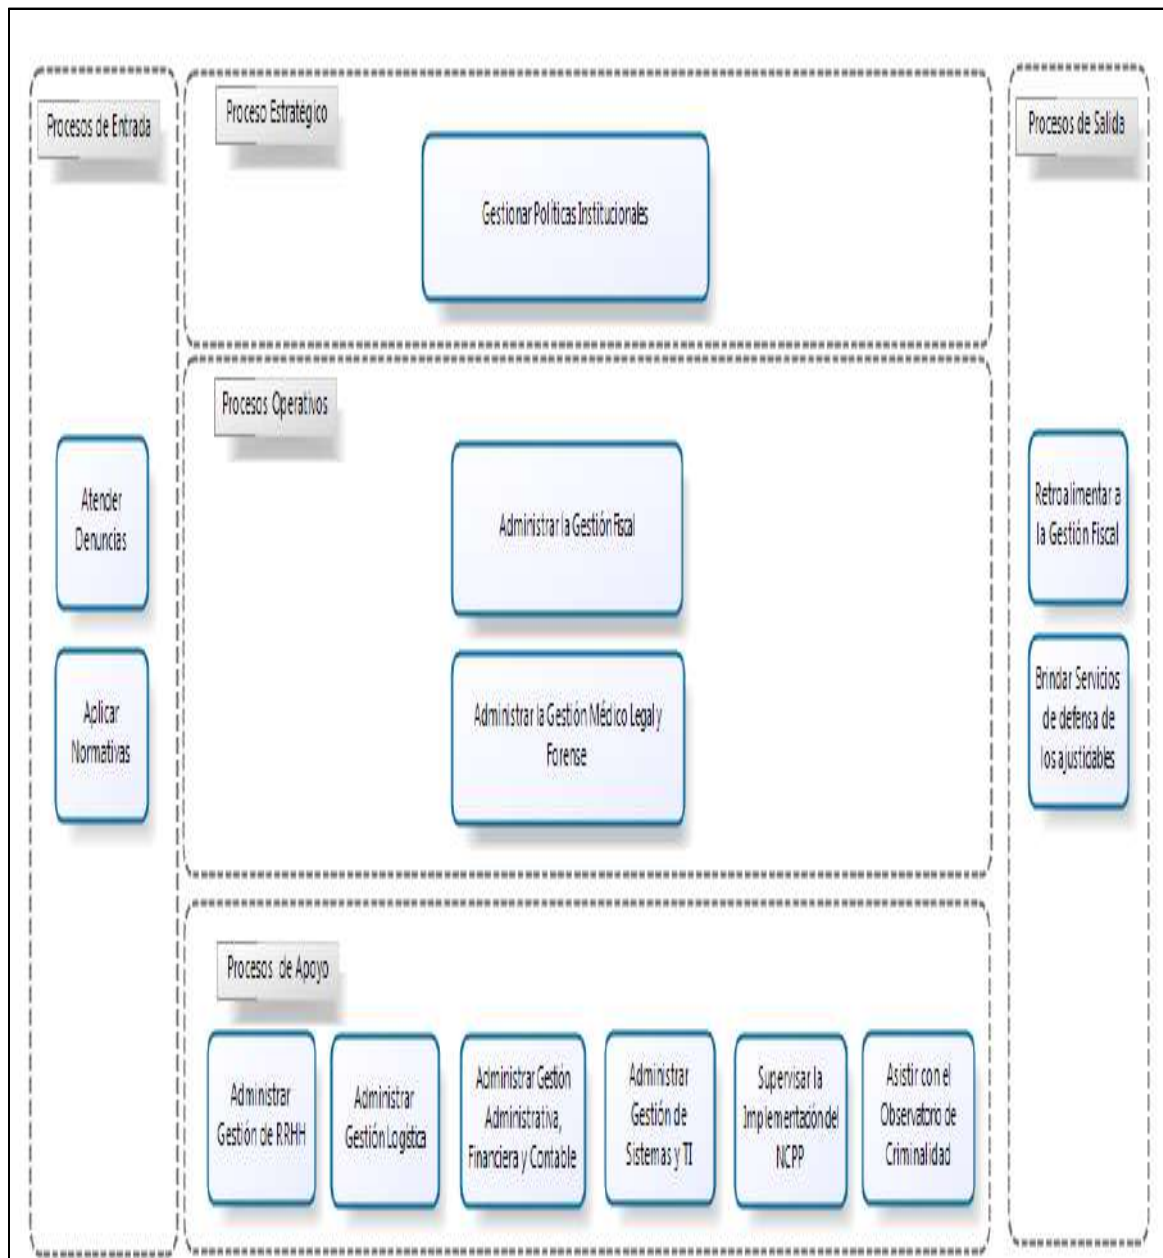 Procesos de Entrada
Atender
Denuncias
Aplicar
Normativas
Proceso Estratégico
Gestionar Políticas Institucionales
Procesos Operativos
Administrar la Gestión Fiscal
Administrar la Gestión Médico Legal y
Forense
Procesos de Apoyo
Administrar
Gestión de RRHH
Administrar
Gestión Logística
Administrar Gestión
Administrativa,
Financiera y Contable
Administrar
Gestión de
Sistemas y TI
Supervisar la
Implementación del
NCPP
Asistir con el
Observatorio de
Criminalidad
Procesos de Salida
Retroalimentar a
la Gestión Fiscal
Brindar Servicios
de defensa de
los ajusticiables